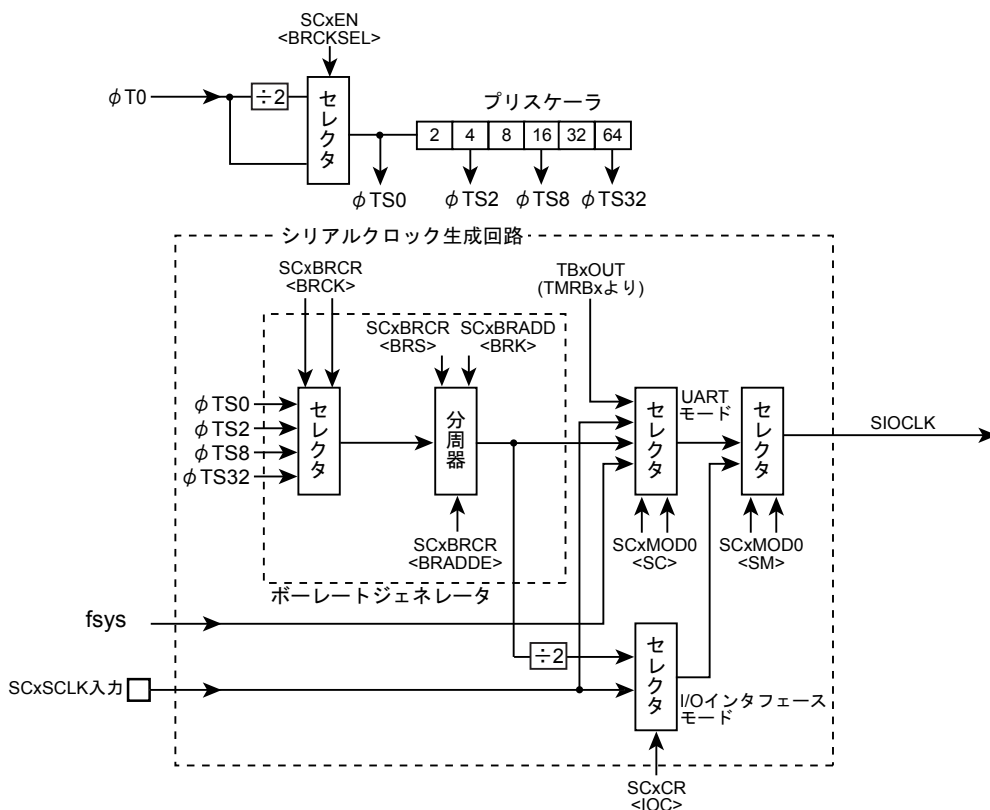 SCxEN
<BRCKSEL>
φT0
÷2
セレクタ
プリスケーラ
2 4 8 16 32 64
φTS0
φTS2
φTS8
φTS32
シリアルクロック生成回路
SCxBRCR
<BRCK>
TBxOUT
(TMRBxより)
SCxBRCR
<BRS>
SCxBRADD
<BRK>
φTS0
φTS2
φTS8
φTS32
セレクタ
分周器
セレクタ
UART
モード
セレクタ
SIOCLK
SCxBRCR
<BRADDE>
SCxMOD0
<SC>
SCxMOD0
<SM>
ボーレートジェネレータ
fsys
÷2
セレクタ
SCxSCLK入力
I/Oインタフェース
モード
SCxCR
<IOC>